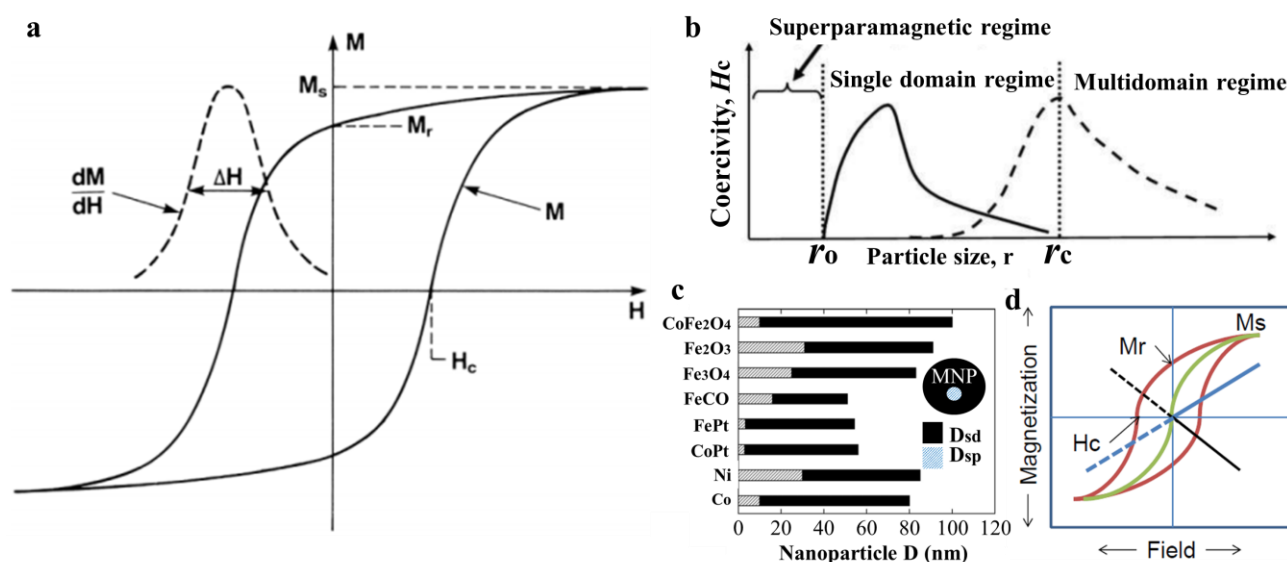 a
M
Ms
Mr
dM
dH
ΔH
M
H
Hc
b
Superparamagnetic regime
Single domain regime
Multidomain regime
Coercivity, Hc
ro
Particle size, r
rc
c
CoFe2O4
Fe2O3
Fe3O4
FeCO
FePt
CoPt
Ni
Co
MNP
Dsd
Dsp
0 20 40 60 80 100 120
Nanoparticle D (nm)
d
Ms
Mr
Hc
Magnetization
Field